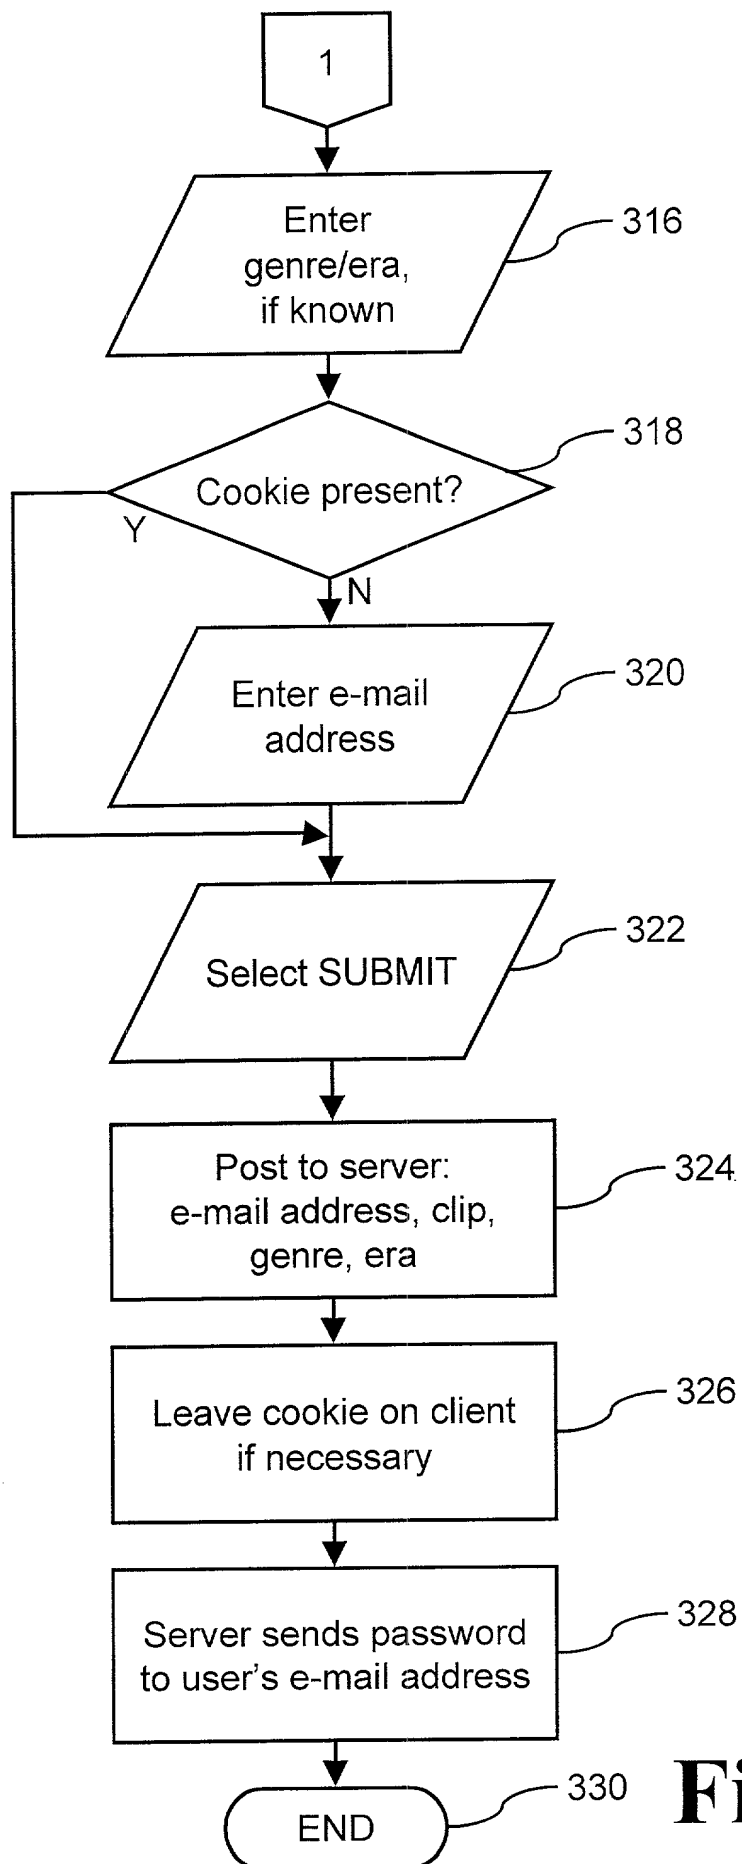 1
Enter
genre/era,
if known
316
Cookie present?
318
Y
N
Enter e-mail
address
320
Select SUBMIT
322
Post to server:
e-mail address, clip,
genre, era
324
Leave cookie on client
if necessary
326
Server sends password
to user's e-mail address
328
END
330
Fi